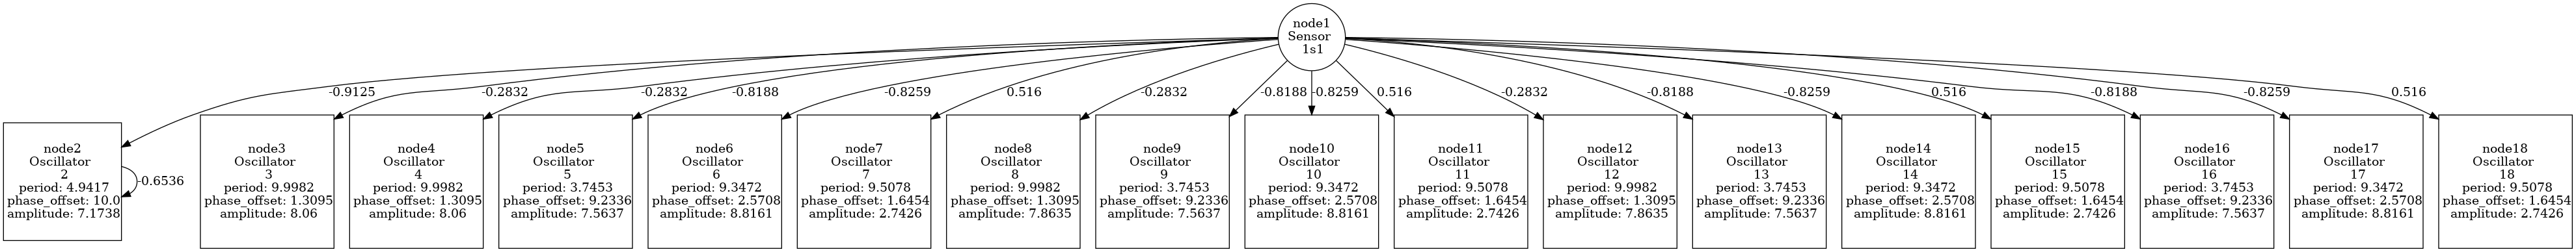 node1
Sensor
1s1
-0.9125
-0.2832
-0.2832
-0.8188
-0.8259
0.516
-0.2832
-0.8188
-0.8259
0.516
-0.2832
-0.8188
-0.8259
0.516
-0.8188
-0.8259
0.516
node2
Oscillator
2
period: 4.9417
phase_offset: 10.0
amplitude: 7.1738
-0.6536
node3
Oscillator
3
period: 9.9982
phase_offset: 1.3095
amplitude: 8.06
node4
Oscillator
4
period: 9.9982
phase_offset: 1.3095
amplitude: 8.06
node5
Oscillator
5
period: 3.7453
phase_offset: 9.2336
amplitude: 7.5637
node6
Oscillator
6
period: 9.3472
phase_offset: 2.5708
amplitude: 8.8161
node7
Oscillator
7
period: 9.5078
phase_offset: 1.6454
amplitude: 2.7426
node8
Oscillator
8
period: 9.9982
phase_offset: 1.3095
amplitude: 7.8635
node9
Oscillator
9
period: 3.7453
phase_offset: 9.2336
amplitude: 7.5637
node10
Oscillator
10
period: 9.3472
phase_offset: 2.5708
amplitude: 8.8161
node11
Oscillator
11
period: 9.5078
phase_offset: 1.6454
amplitude: 2.7426
node12
Oscillator
12
period: 9.9982
phase_offset: 1.3095
amplitude: 7.8635
node13
Oscillator
13
period: 3.7453
phase_offset: 9.2336
amplitude: 7.5637
node14
Oscillator
14
period: 9.3472
phase_offset: 2.5708
amplitude: 8.8161
node15
Oscillator
15
period: 9.5078
phase_offset: 1.6454
amplitude: 2.7426
node16
Oscillator
16
period: 3.7453
phase_offset: 9.2336
amplitude: 7.5637
node17
Oscillator
17
period: 9.3472
phase_offset: 2.5708
amplitude: 8.8161
node18
Oscillator
18
period: 9.5078
phase_offset: 1.6454
amplitude: 2.7426